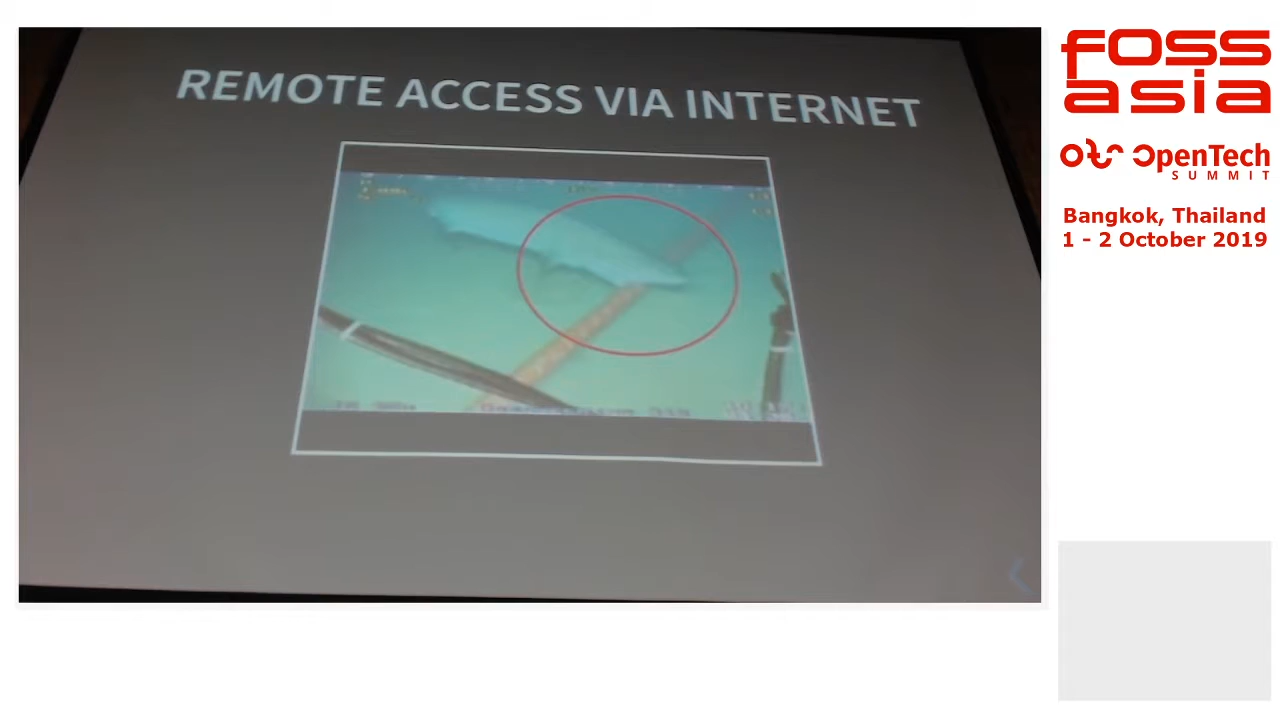 REMOTE ACCESS VIA INTERNET
FOSS
asia
OpenTech
SUMMIT
Bangkok, Thailand
1 - 2 October 2019